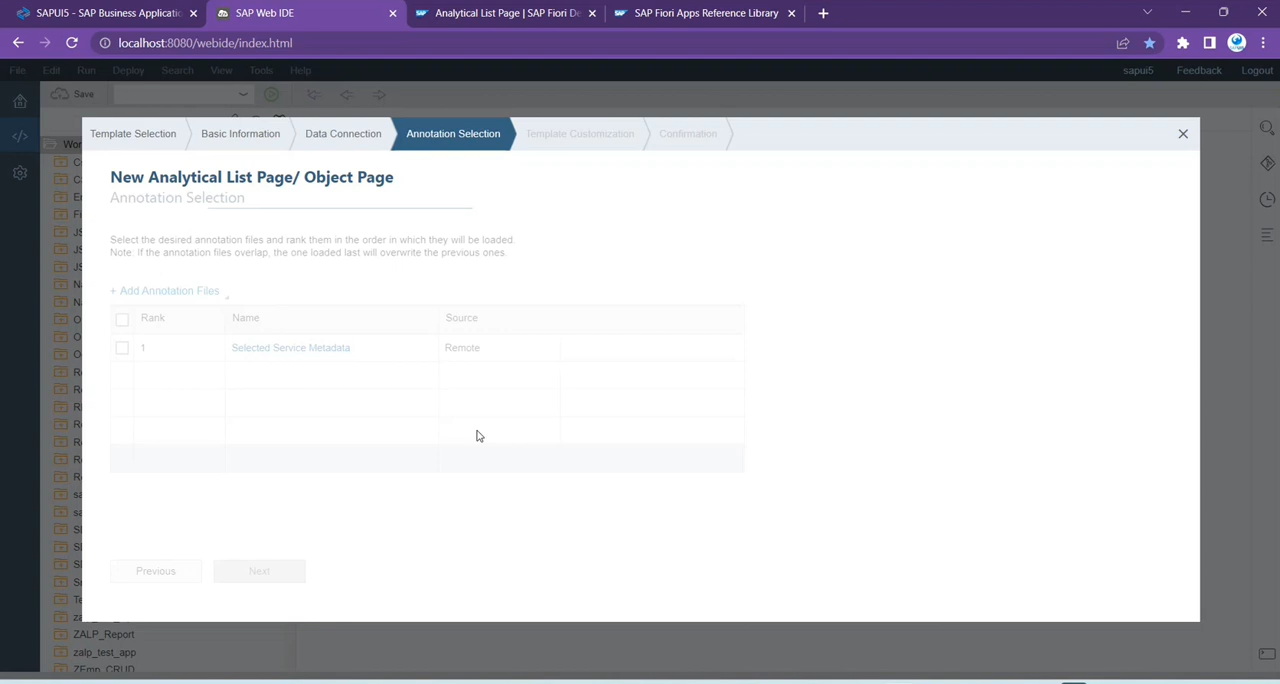 SAPUI5 - SAP Business Applicatio
SAP Web IDE
Analytical List Page | SAP Fiori De
SAP Fiori Apps Reference Library
localhost:8080/webide/index.html
File Edit Run Deploy Search View Tools Help
sapui5 Feedback Logout
Save
Template Selection
Basic Information
Data Connection
Annotation Selection
Template Customization
Confirmation
Wor
New Analytical List Page/ Object Page
Annotation Selection
Select the desired annotation files and rank them in the order in which they will be loaded.
Note: If the annotation files overlap, the one loaded last will overwrite the previous ones.
+ Add Annotation Files
Rank Name Source
1 Selected Service Metadata Remote
Previous
Next
ZALP_Report
zalp_test_app
ZEmp_CRUD